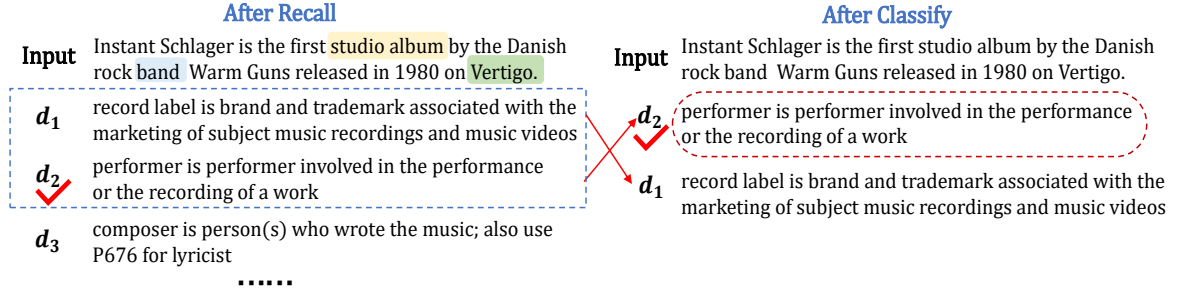 After Recall
Input Instant Schlager is the first studio album by the Danish
rock band Warm Guns released in 1980 on Vertigo.
d1 record label is brand and trademark associated with the
marketing of subject music recordings and music videos
d2 performer is performer involved in the performance
or the recording of a work
d3 composer is person(s) who wrote the music; also use
P676 for lyricist
......
After Classify
Input Instant Schlager is the first studio album by the Danish
rock band Warm Guns released in 1980 on Vertigo.
d2 performer is performer involved in the performance
or the recording of a work
d1 record label is brand and trademark associated with the
marketing of subject music recordings and music videos